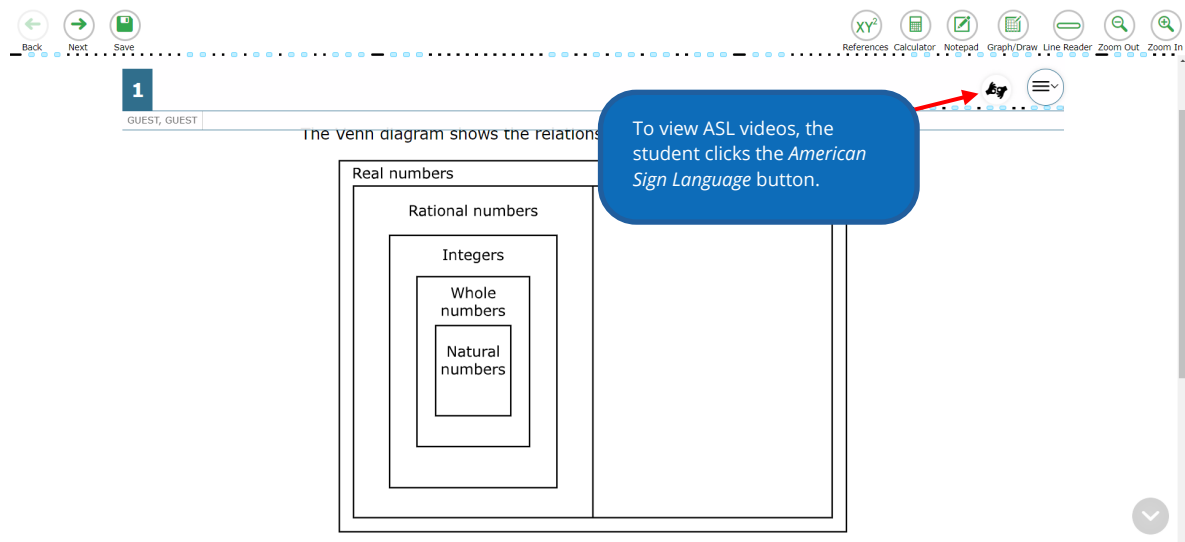 Back Next Save References Calculator Notepad Graph/Draw Line Reader Zoom Out Zoom In
XY²
1
GUEST, GUEST
The Venn diagram shows the relations
To view ASL videos, the
student clicks the American
Sign Language button.
Real numbers
Rational numbers
Integers
Whole
numbers
Natural
numbers